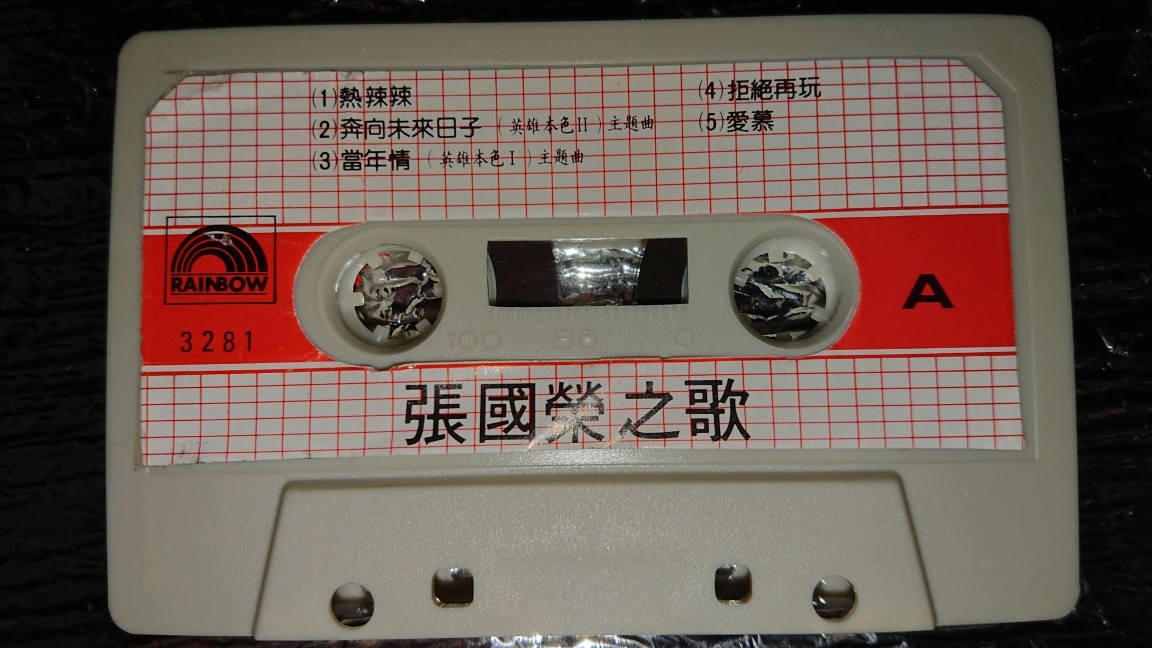 (1)熱辣辣
(2)奔向未來日子（英雄本色II）主題曲
(3)當年情（英雄本色I）主題曲
(4)拒絕再玩
(5)愛慕
RAINBOW
3281
A
100 50 0
張國榮之歌